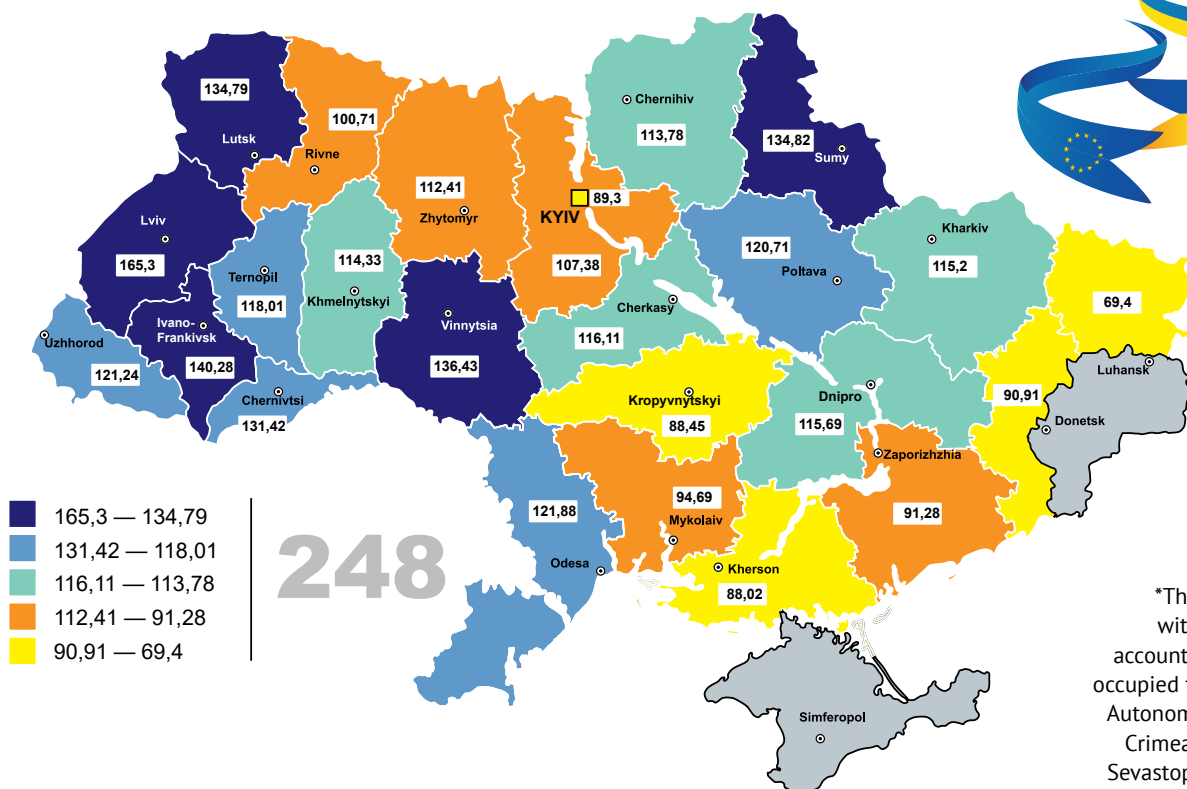 134,79
Lutsk
100,71
Rivne
112,41
Zhytomyr
Chernihiv
113,78
134,82
Sumy
89,3
KYIV
107,38
Lviv
165,3
Ternopil
118,01
114,33
Khmelnytskyi
Vinnytsia
136,43
Cherkasy
116,11
120,71
Poltava
Kharkiv
115,2
69,4
Luhansk
Uzhhorod
121,24
Ivano-
Frankivsk
140,28
Chernivtsi
131,42
Kropyvnytskyi
88,45
Dnipro
115,69
90,91
Donetsk
Zaporizhzhia
91,28
94,69
Mykolaiv
121,88
Odesa
Kherson
88,02
Simferopol
165,3 — 134,79
131,42 — 118,01
116,11 — 113,78
112,41 — 91,28
90,91 — 69,4
248
*Th
wit
account
occupied t
Autonom
Crimea
Sevastop